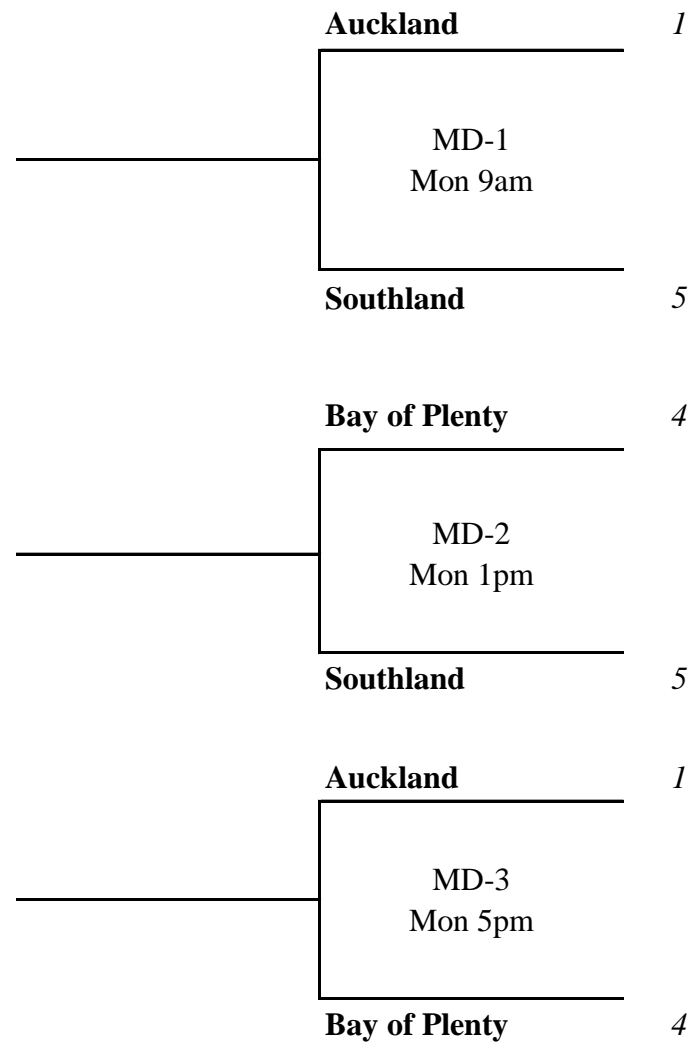 Auckland 1
MD-1
Mon 9am
Southland 5
Bay of Plenty 4
MD-2
Mon 1pm
Southland 5
Auckland 1
MD-3
Mon 5pm
Bay of Plenty 4